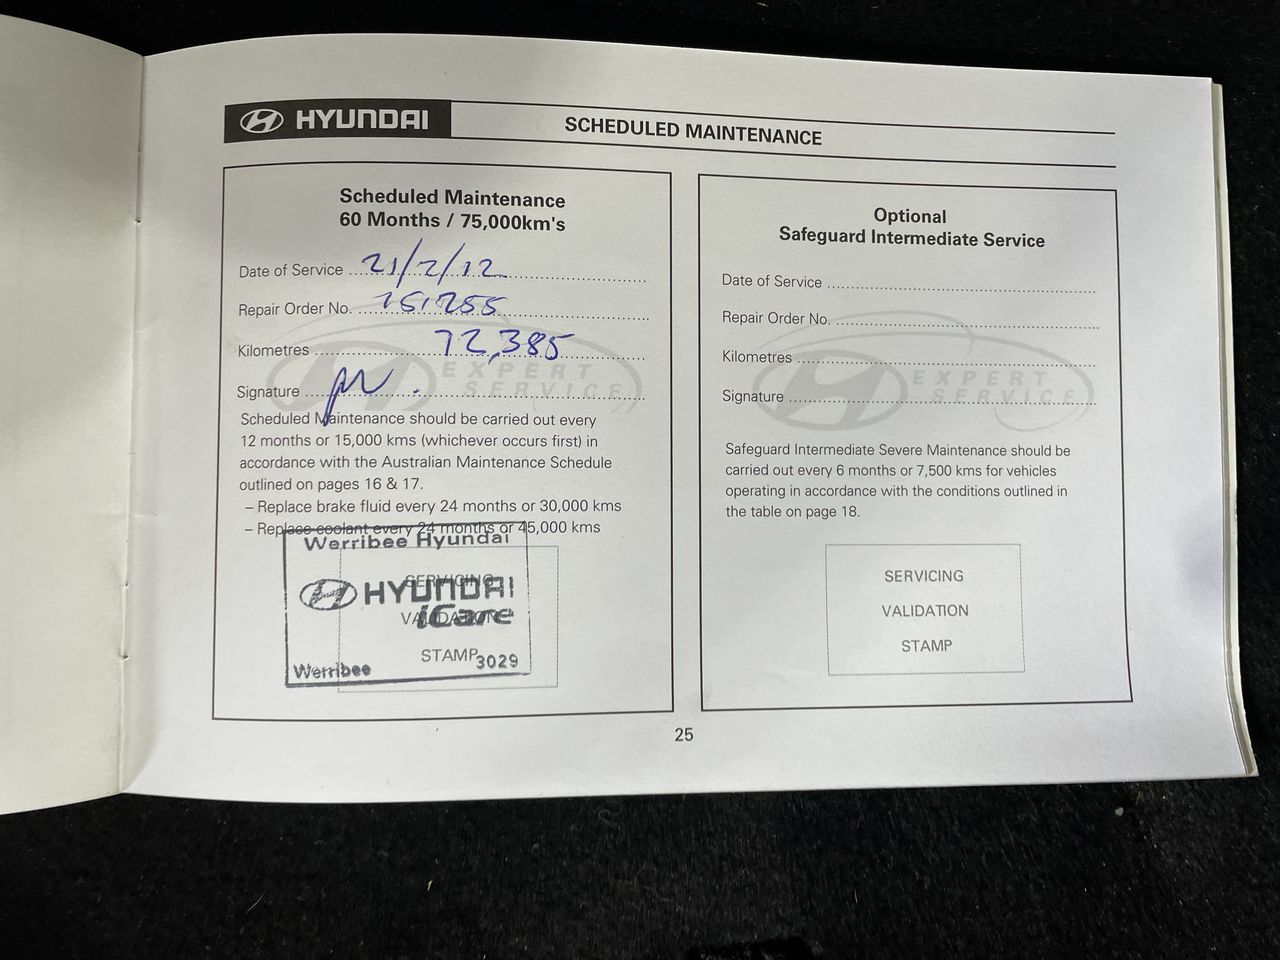 HYUNDAI
SCHEDULED MAINTENANCE
Scheduled Maintenance
60 Months / 75,000km's
Date of Service 21/2/12
Repair Order No.
Kilometres 72,385
Signature
EXPERT
SERVICE
Scheduled Maintenance should be carried out every
12 months or 15,000 kms (whichever occurs first) in
accordance with the Australian Maintenance Schedule
outlined on pages 16 & 17.
– Replace brake fluid every 24 months or 30,000 kms
– Replace coolant every 24 months or 45,000 kms
Werribee Hyundai
SERVICING
HYUNDAI
VALIDATION
iCare
STAMP
Werribee 3029
Optional
Safeguard Intermediate Service
Date of Service
Repair Order No.
Kilometres
Signature
EXPERT
SERVICE
Safeguard Intermediate Severe Maintenance should be
carried out every 6 months or 7,500 kms for vehicles
operating in accordance with the conditions outlined in
the table on page 18.
SERVICING
VALIDATION
STAMP
25